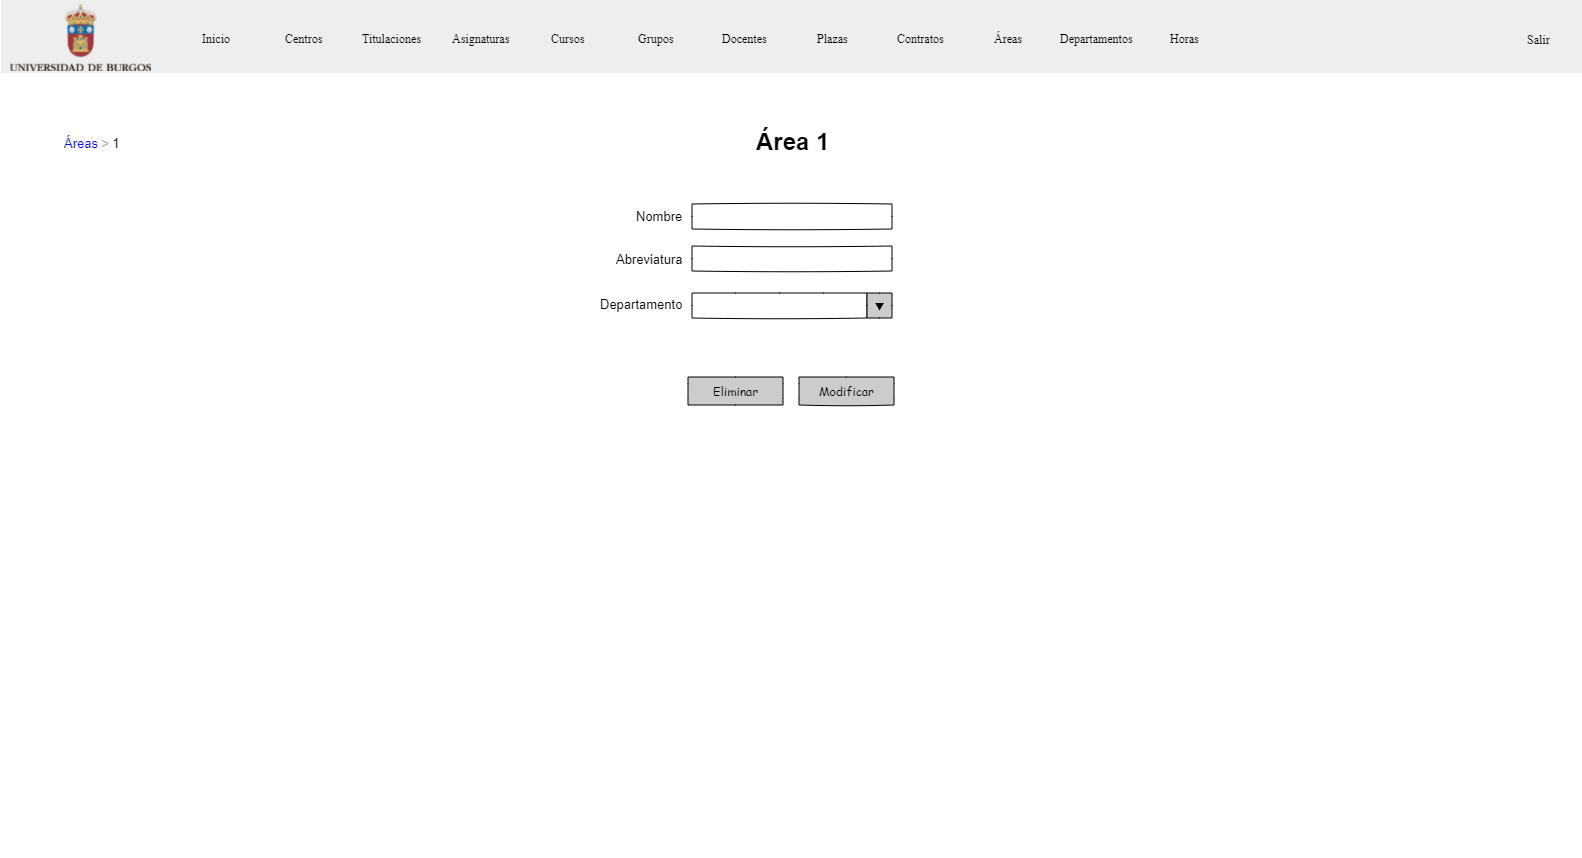 UNIVERSIDAD DE BURGOS
Inicio Centros Titulaciones Asignaturas Cursos Grupos Docentes Plazas Contratos Áreas Departamentos Horas Salir
Áreas > 1
Área 1
Nombre
Abreviatura
Departamento
Eliminar Modificar